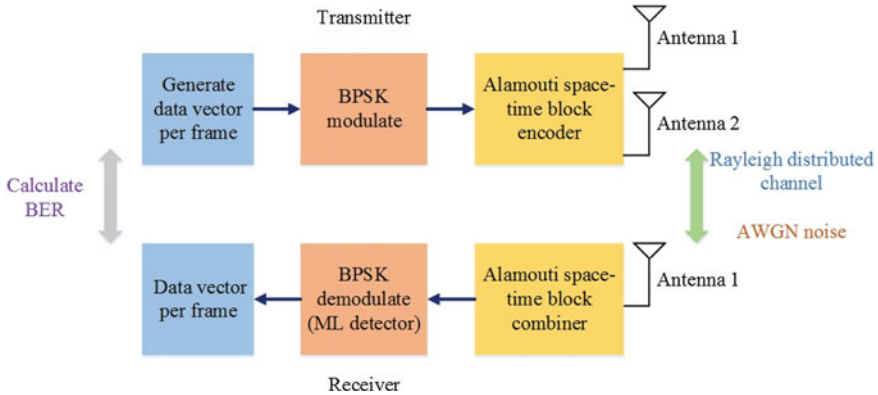 Transmitter
Antenna 1
Generate
data vector
per frame
BPSK
modulate
Alamouti space-
time block
encoder
Antenna 2
Calculate
BER
Rayleigh distributed
channel
AWGN noise
Data vector
per frame
BPSK
demodulate
(ML detector)
Alamouti space-
time block
combiner
Antenna 1
Receiver